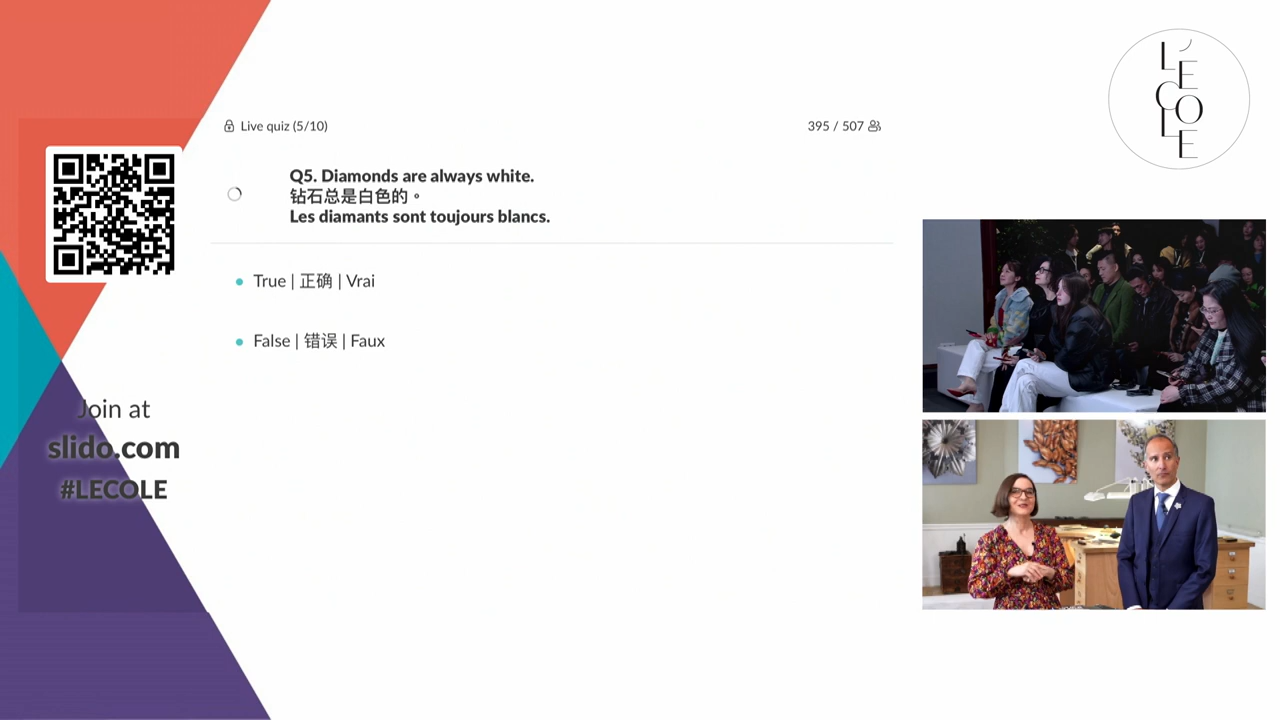 Live quiz (5/10)
395 / 507
Q5. Diamonds are always white.
钻石总是白色的。
Les diamants sont toujours blancs.
True | 正确 | Vrai
False | 错误 | Faux
Join at
slido.com
#LECOLE
L'ÉCOLE